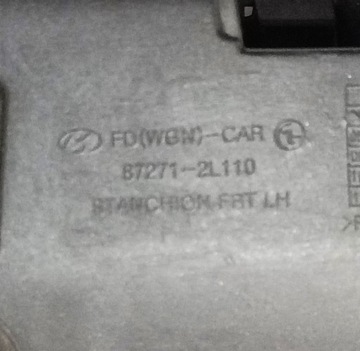 FD(WGN)-CAR
87271-2L110
STANCHION FRT LH